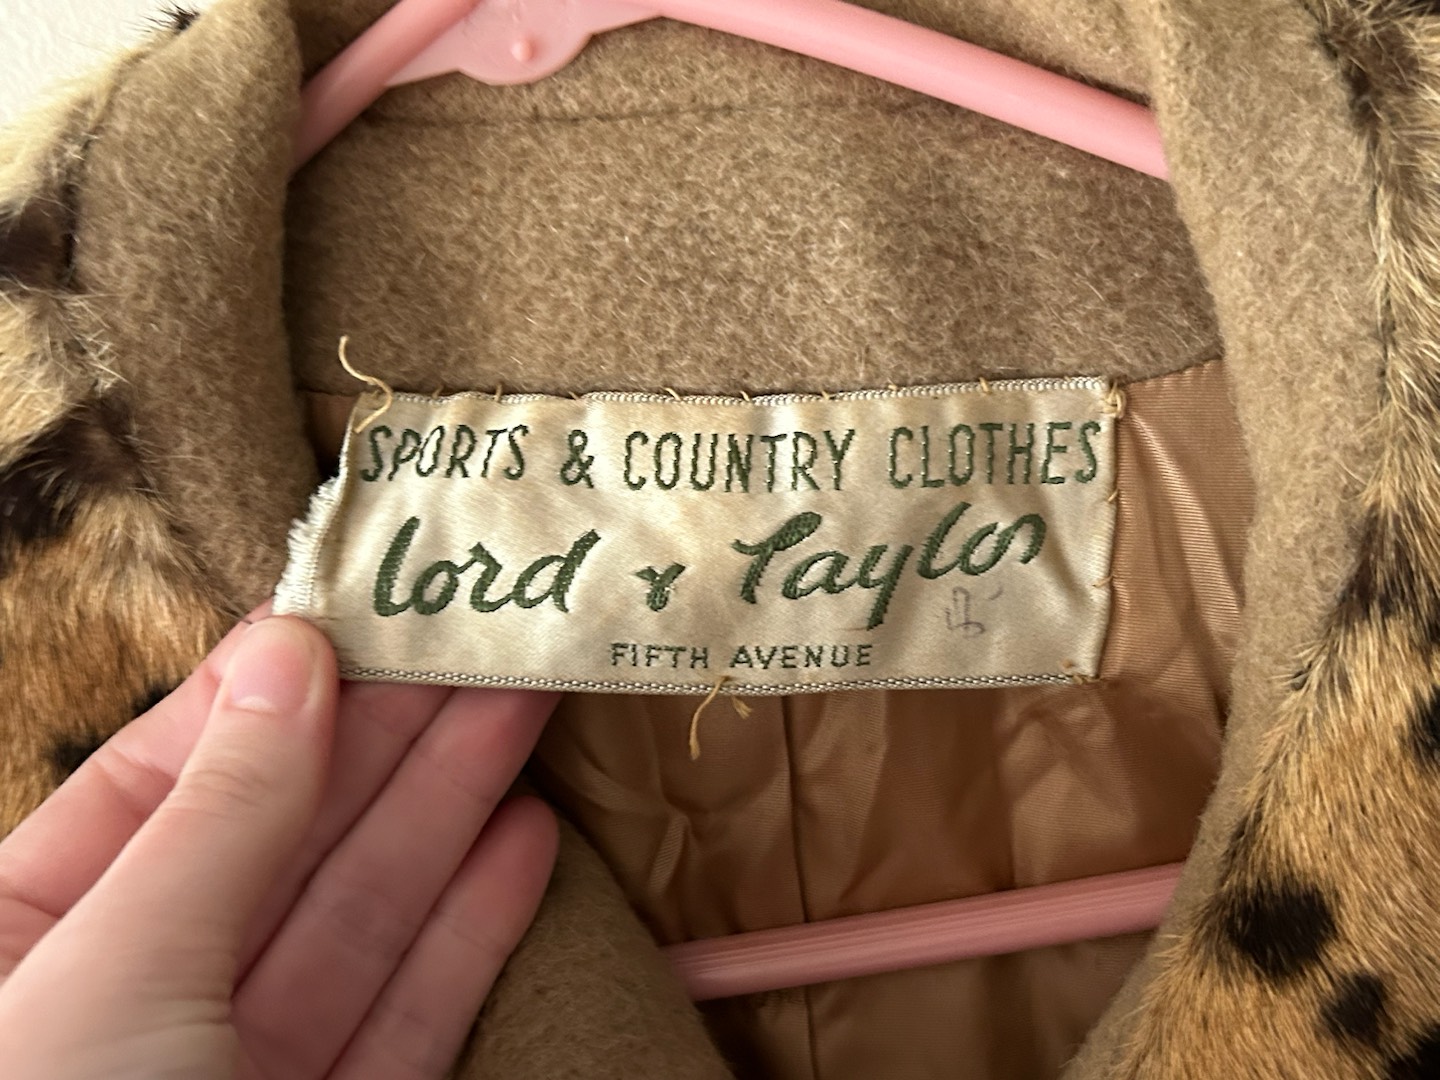 SPORTS & COUNTRY CLOTHES
lord & Taylor
FIFTH AVENUE